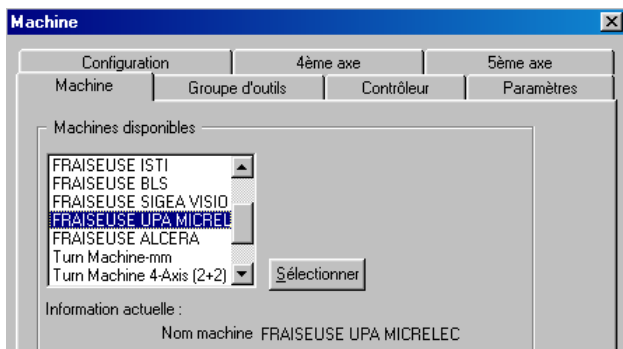 Machine
Configuration 4ème axe 5ème axe
Machine Groupe d'outils Contrôleur Paramètres
Machines disponibles
FRAISEUSE ISTI
FRAISEUSE BLS
FRAISEUSE SIGEA VISIO
FRAISEUSE UPA MICREL
FRAISEUSE ALCERA
Turn Machine-mm
Turn Machine 4-Axis (2+2)
Sélectionner
Information actuelle :
Nom machine FRAISEUSE UPA MICRELEC